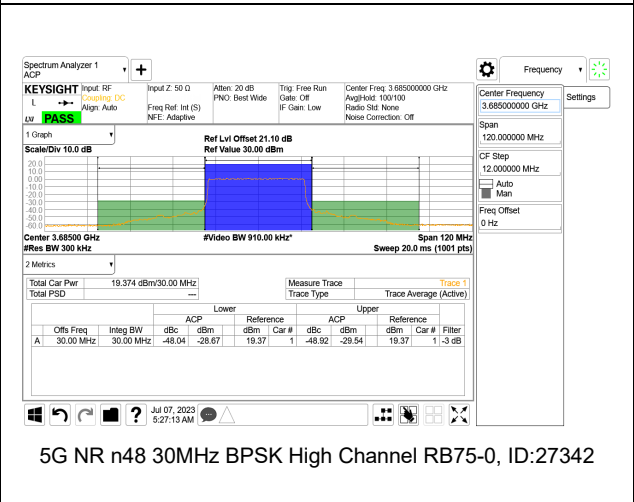 Spectrum Analyzer 1
ACP
Frequency
KEYSIGHT Input: RF
Coupling: DC
Align: Auto
Input Z: 50 Ω
Freq Ref: Int (S)
NFE: Adaptive
Atten: 20 dB
PNO: Best Wide
Trig: Free Run
Gate: Off
IF Gain: Low
Center Freq: 3.685000000 GHz
Avg|Hold: 100/100
Radio Std: None
Noise Correction: Off
L
LXI PASS
1 Graph
Scale/Div 10.0 dB
Ref Lvl Offset 21.10 dB
Ref Value 30.00 dBm
20.0
10.0
0.00
-10.0
-20.0
-30.0
-40.0
-50.0
-60.0
Center 3.68500 GHz
#Video BW 910.00 kHz*
Span 120 MHz
#Res BW 300 kHz
Sweep 20.0 ms (1001 pts)
2 Metrics
Total Car Pwr 19.374 dBm/30.00 MHz
Total PSD ---
Measure Trace Trace 1
Trace Type Trace Average (Active)
Lower Upper
ACP Reference ACP Reference
Offs Freq Integ BW dBc dBm dBm Car # dBc dBm dBm Car # Filter
A 30.00 MHz 30.00 MHz -48.04 -28.67 19.37 1 -48.92 -29.54 19.37 1 -3 dB
Jul 07, 2023
5:27:13 AM
Center Frequency
3.685000000 GHz
Settings
Span
120.000000 MHz
CF Step
12.000000 MHz
Auto
Man
Freq Offset
0 Hz
5G NR n48 30MHz BPSK High Channel RB75-0, ID:27342